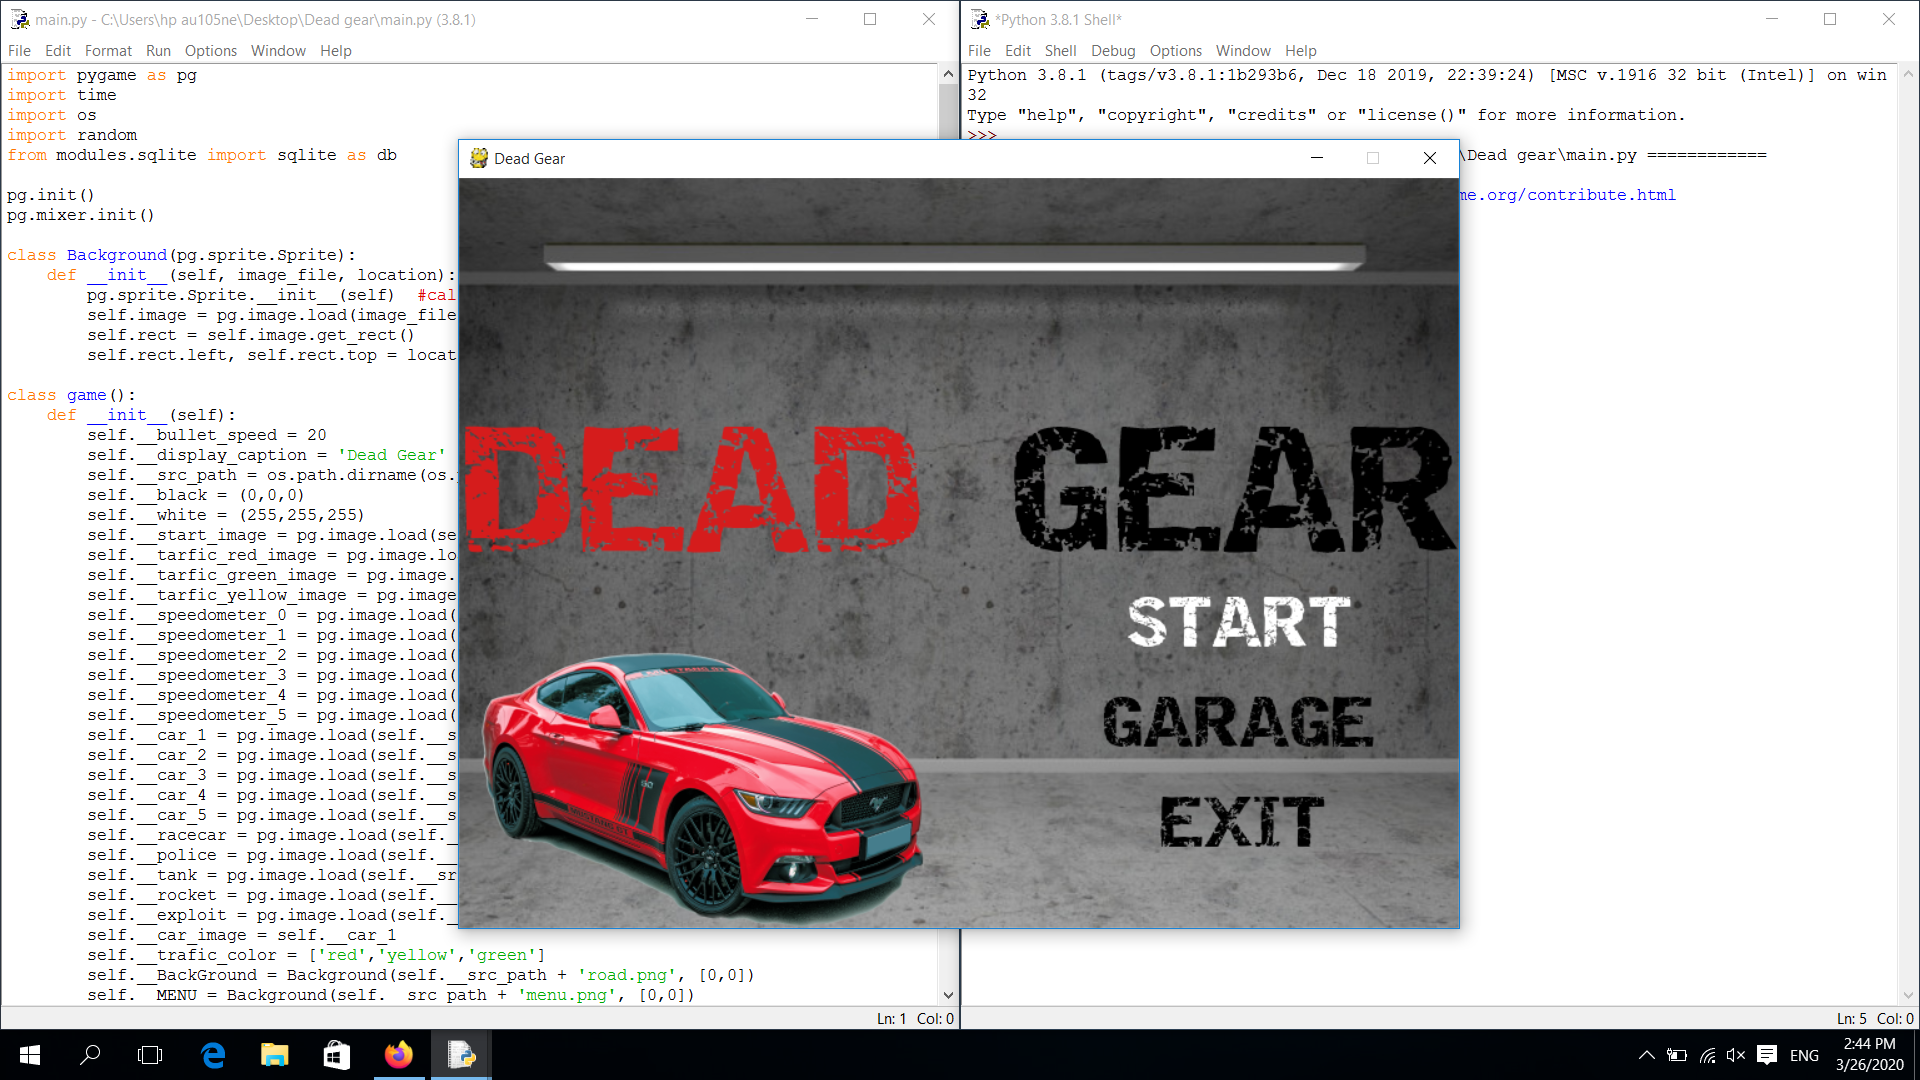 main.py - C:\Users\hp au105ne\Desktop\Dead gear\main.py (3.8.1)
File Edit Format Run Options Window Help
import pygame as pg
import time
import os
import random
from modules.sqlite import sqlite as db
pg.init()
pg.mixer.init()
class Background(pg.sprite.Sprite):
def __init__(self, image_file, location):
pg.sprite.Sprite.__init__(self) #cal
self.image = pg.image.load(image_file
self.rect = self.image.get_rect()
self.rect.left, self.rect.top = locat
class game():
def __init__(self):
self.__bullet_speed = 20
self.__display_caption = 'Dead Gear'
self.__src_path = os.path.dirname(os.
self.__black = (0,0,0)
self.__white = (255,255,255)
self.__start_image = pg.image.load(se
self.__tarfic_red_image = pg.image.lo
self.__tarfic_green_image = pg.image.
self.__tarfic_yellow_image = pg.image
self.__speedometer_0 = pg.image.load(
self.__speedometer_1 = pg.image.load(
self.__speedometer_2 = pg.image.load(
self.__speedometer_3 = pg.image.load(
self.__speedometer_4 = pg.image.load(
self.__speedometer_5 = pg.image.load(
self.__car_1 = pg.image.load(self.__s
self.__car_2 = pg.image.load(self.__s
self.__car_3 = pg.image.load(self.__s
self.__car_4 = pg.image.load(self.__s
self.__car_5 = pg.image.load(self.__s
self.__racecar = pg.image.load(self._
self.__police = pg.image.load(self.__
self.__tank = pg.image.load(self.__sr
self.__rocket = pg.image.load(self.__
self.__exploit = pg.image.load(self._
self.__car_image = self.__car_1
self.__trafic_color = ['red','yellow','green']
self.__BackGround = Background(self.__src_path + 'road.png', [0,0])
self.__MENU = Background(self.__src_path + 'menu.png', [0,0])
Ln: 1 Col: 0
*Python 3.8.1 Shell*
File Edit Shell Debug Options Window Help
Python 3.8.1 (tags/v3.8.1:1b293b6, Dec 18 2019, 22:39:24) [MSC v.1916 32 bit (Intel)] on win
32
Type "help", "copyright", "credits" or "license()" for more information.
>>>
\Dead gear\main.py ============
me.org/contribute.html
Ln: 5 Col: 0
Dead Gear
DEAD GEAR
START
GARAGE
EXIT
ENG
2:44 PM
3/26/2020